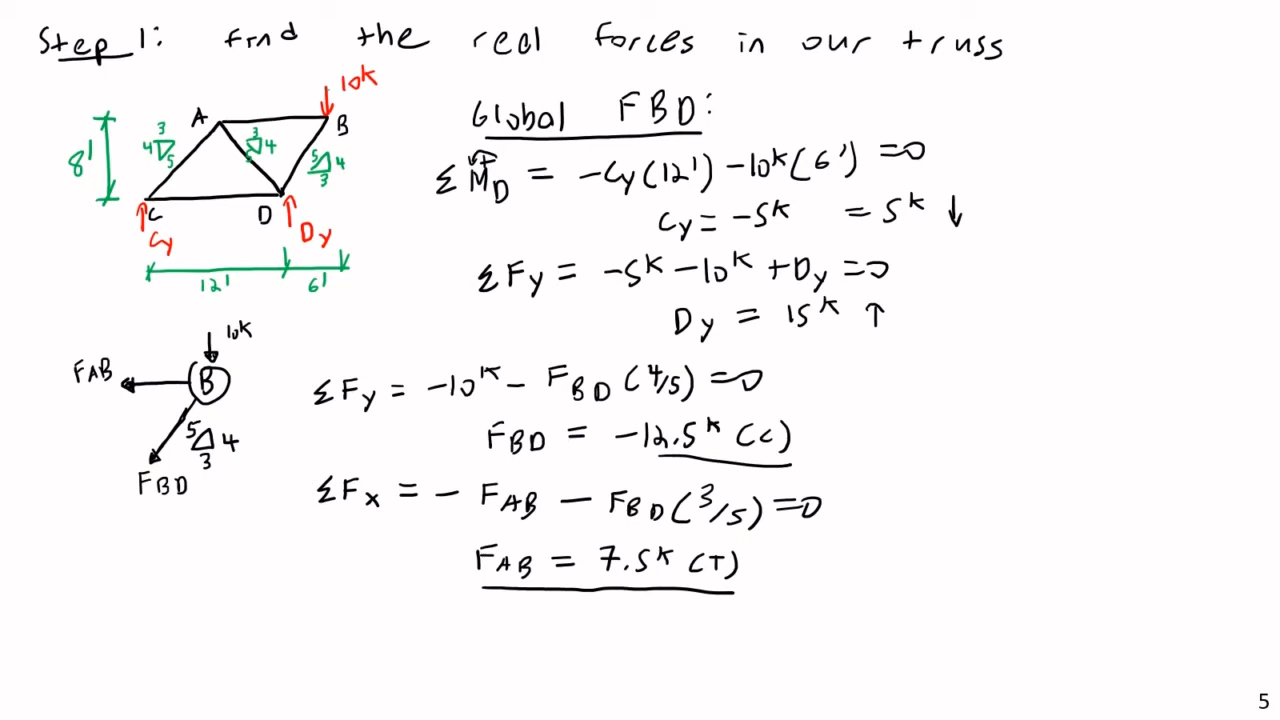 Step 1: find the real forces in our truss
10k
A
B
8'
3
4
5
3
4
5
5
4
3
C
D
Cy
Dy
12'
6'
Global FBD:
ΣM_D = -Cy(12') -10k(6') =0
Cy = -5k = 5k ↓
ΣFy = -5k -10k +Dy =0
Dy = 15k ↑
10k
FAB
B
5
4
3
FBD
ΣFy = -10k - FBD(4/5) =0
FBD = -12.5k (C)
ΣFx = - FAB - FBD(3/5) =0
FAB = 7.5k (T)
5